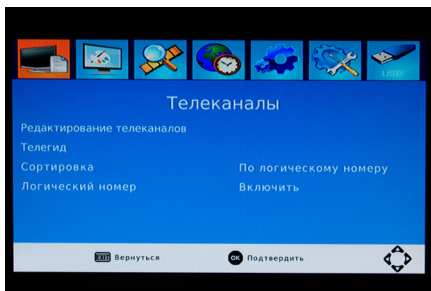 USB
Телеканалы
Редактирование телеканалов
Телегид
Сортировка По логическому номеру
Логический номер Включить
EXIT Вернуться OK Подтвердить